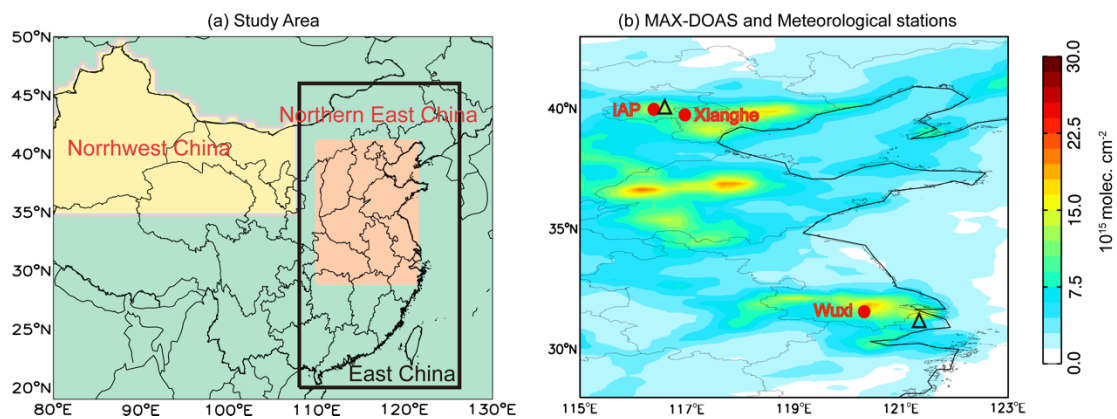 (a) Study Area
50°N
45°N
40°N
35°N
30°N
25°N
20°N
80°E
90°E
100°E
110°E
120°E
130°E
Norrhwest China
Northern East China
East China
(b) MAX-DOAS and Meteorological stations
40°N
35°N
30°N
115°E
117°E
119°E
121°E
123°E
IAP
Xianghe
Wuxi
30.0
22.5
15.0
7.5
0.0
10¹⁵ molec. cm⁻²